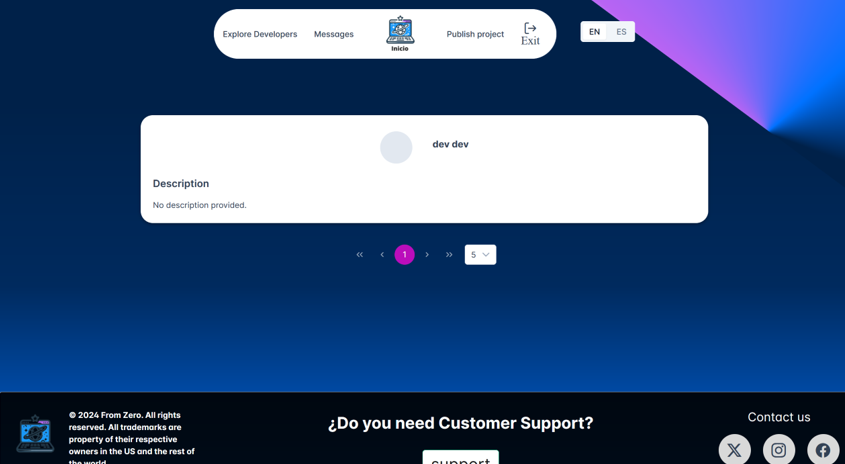 Explore Developers
Messages
Inicio
Publish project
Exit
EN
ES
dev dev
Description
No description provided.
1
5
© 2024 From Zero. All rights
reserved. All trademarks are
property of their respective
owners in the US and the rest of
the world.
¿Do you need Customer Support?
support
Contact us